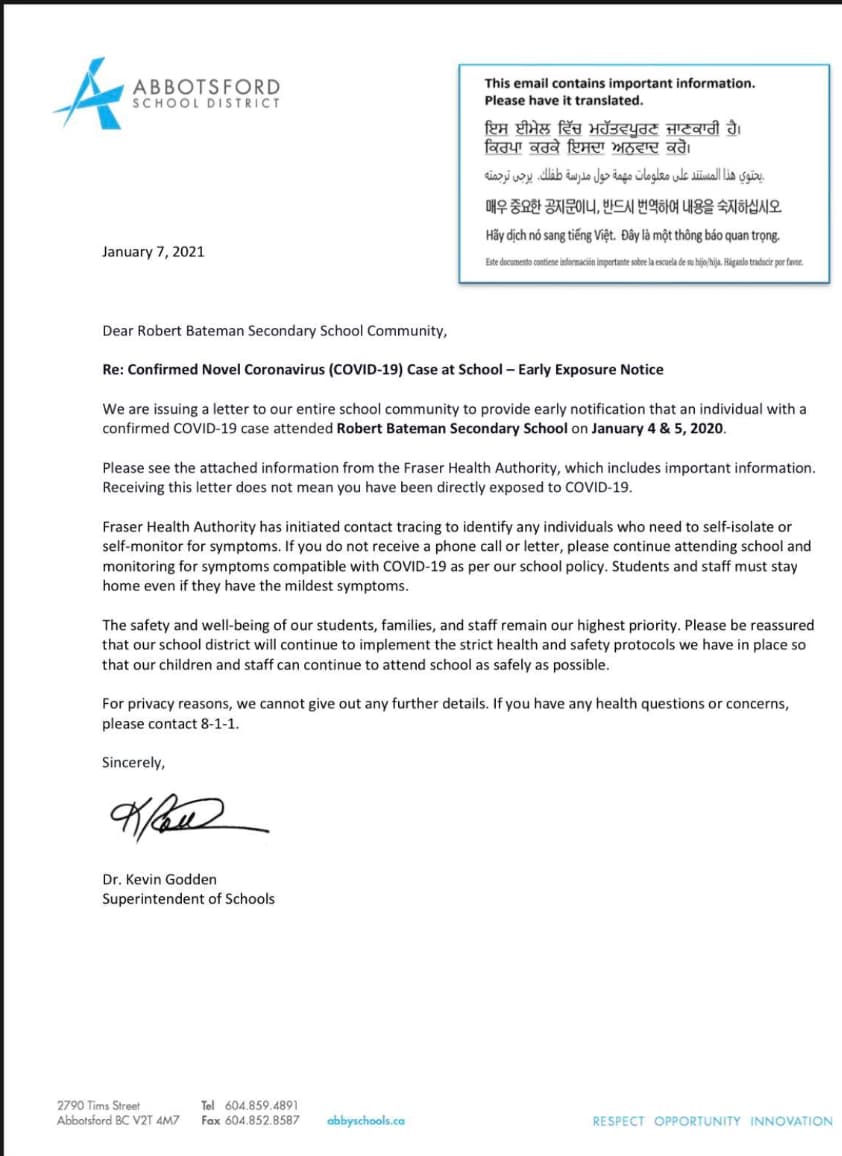 ABBOTSFORD
SCHOOL DISTRICT
This email contains important information.
Please have it translated.
ਇਸ ਈਮੇਲ ਵਿੱਚ ਮਹੱਤਵਪੂਰਣ ਜਾਣਕਾਰੀ ਹੈ।
ਕਿਰਪਾ ਕਰਕੇ ਇਸਦਾ ਅਨੁਵਾਦ ਕਰੋ।
يحتوي هذا المستند على معلومات مهمة حول مدرسة طفلك. يرجى ترجمته.
매우 중요한 공지문이니, 반드시 번역하여 내용을 숙지하십시오.
Hãy dịch nó sang tiếng Việt. Đây là một thông báo quan trọng.
Este documento contiene información importante sobre la escuela de su hijo/hija. Háganlo traducir por favor.
January 7, 2021
Dear Robert Bateman Secondary School Community,
Re: Confirmed Novel Coronavirus (COVID-19) Case at School – Early Exposure Notice
We are issuing a letter to our entire school community to provide early notification that an individual with a
confirmed COVID-19 case attended Robert Bateman Secondary School on January 4 & 5, 2020.
Please see the attached information from the Fraser Health Authority, which includes important information.
Receiving this letter does not mean you have been directly exposed to COVID-19.
Fraser Health Authority has initiated contact tracing to identify any individuals who need to self-isolate or
self-monitor for symptoms. If you do not receive a phone call or letter, please continue attending school and
monitoring for symptoms compatible with COVID-19 as per our school policy. Students and staff must stay
home even if they have the mildest symptoms.
The safety and well-being of our students, families, and staff remain our highest priority. Please be reassured
that our school district will continue to implement the strict health and safety protocols we have in place so
that our children and staff can continue to attend school as safely as possible.
For privacy reasons, we cannot give out any further details. If you have any health questions or concerns,
please contact 8-1-1.
Sincerely,
Dr. Kevin Godden
Superintendent of Schools
2790 Tims Street Tel 604.859.4891
Abbotsford BC V2T 4M7 Fax 604.852.8587 abbyschools.ca RESPECT OPPORTUNITY INNOVATION